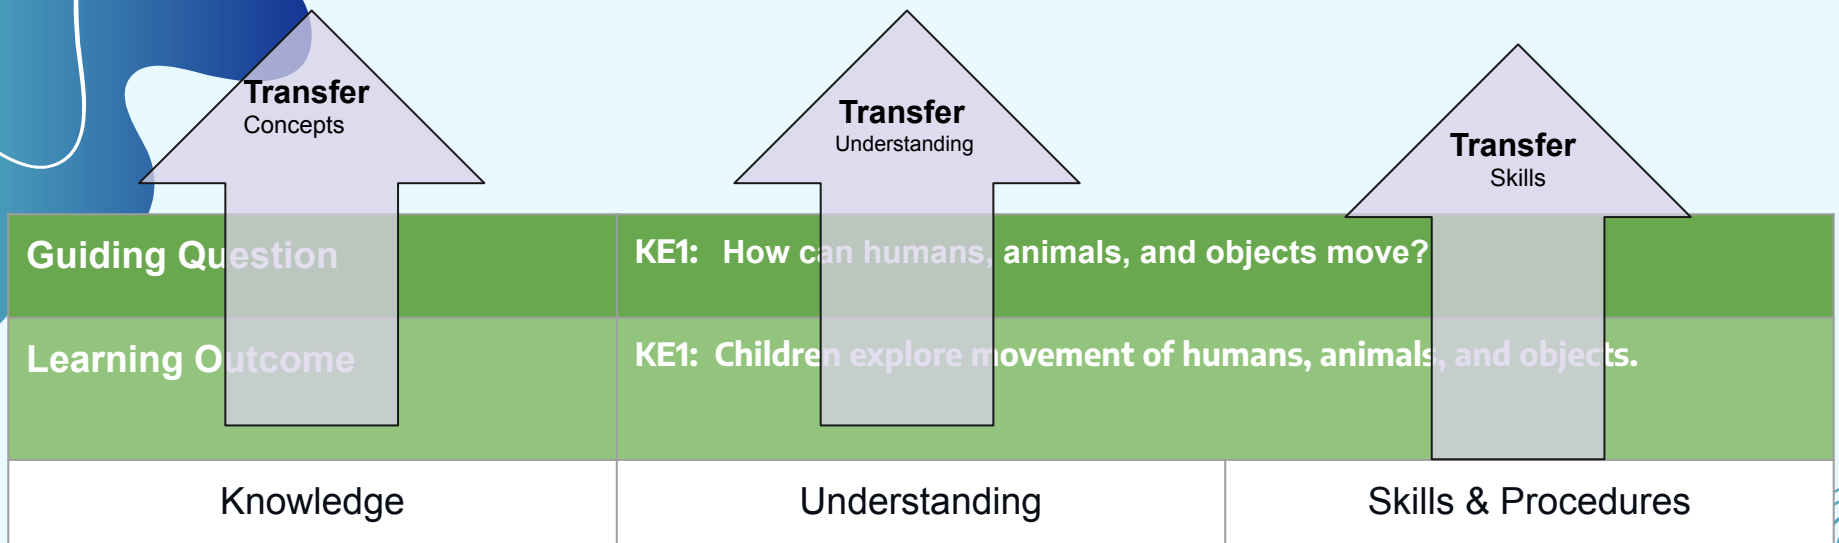 Transfer
Concepts
Transfer
Understanding
Transfer
Skills
Guiding Question
KE1: How can humans, animals, and objects move?
Learning Outcome
KE1: Children explore movement of humans, animals, and objects.
Knowledge
Understanding
Skills & Procedures